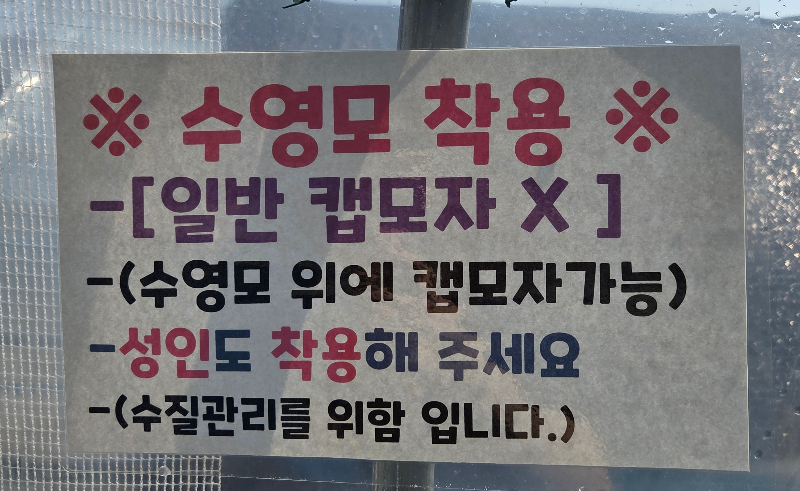 ※ 수영모 착용 ※
-[일반 캡모자 X ]
-(수영모 위에 캡모자가능)
-성인도 착용해 주세요
-(수질관리를 위함 입니다.)